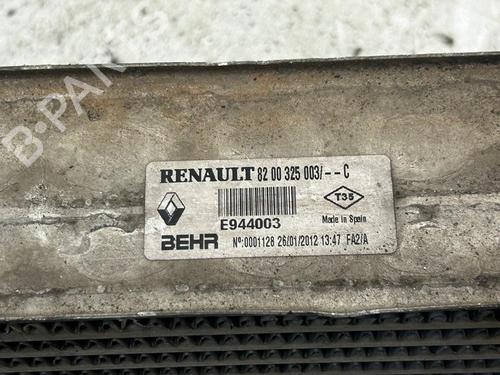 B-PARTS
RENAULT 82 00 325 003/--C
T35
Made in Spain
E944003
BEHR Nº:0001128 26/01/2012 13:47 FA2/A